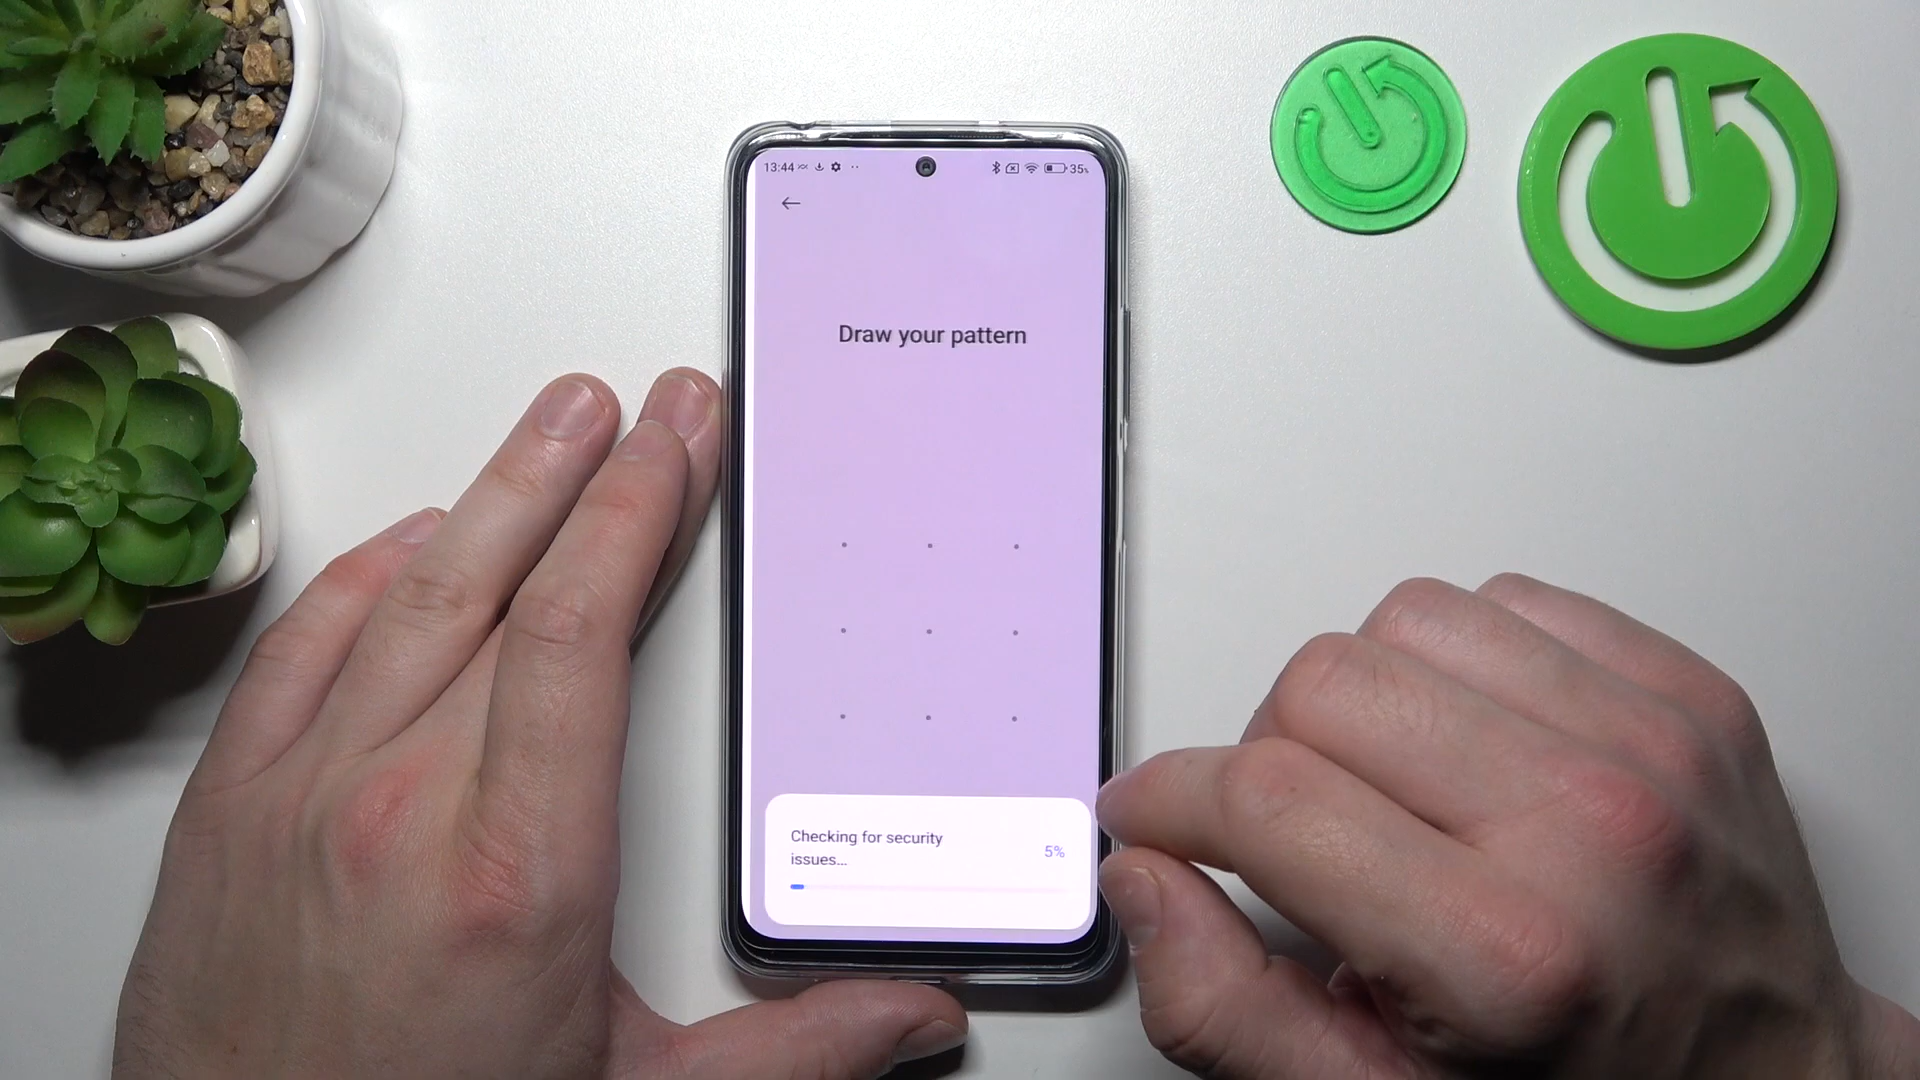 13:44
35%
Draw your pattern
Checking for security
issues...
5%